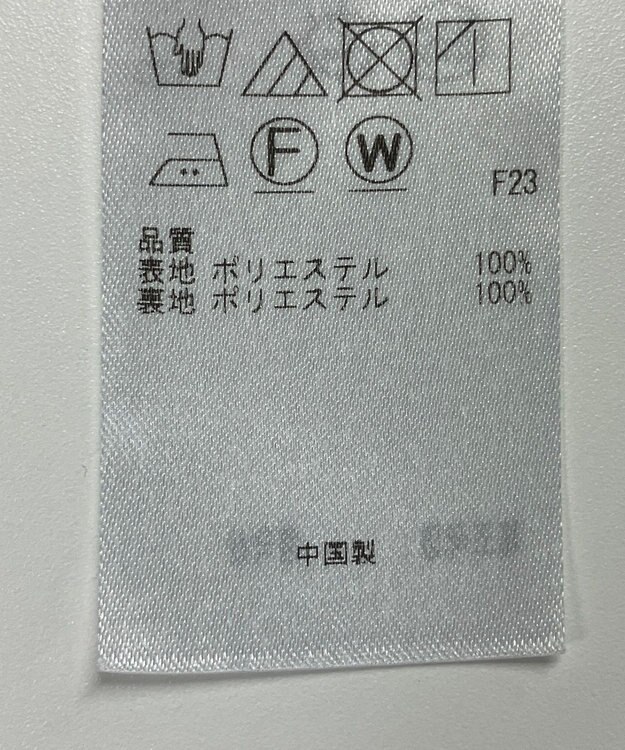 F W F23
品質
表地 ポリエステル 100%
裏地 ポリエステル 100%
中国製